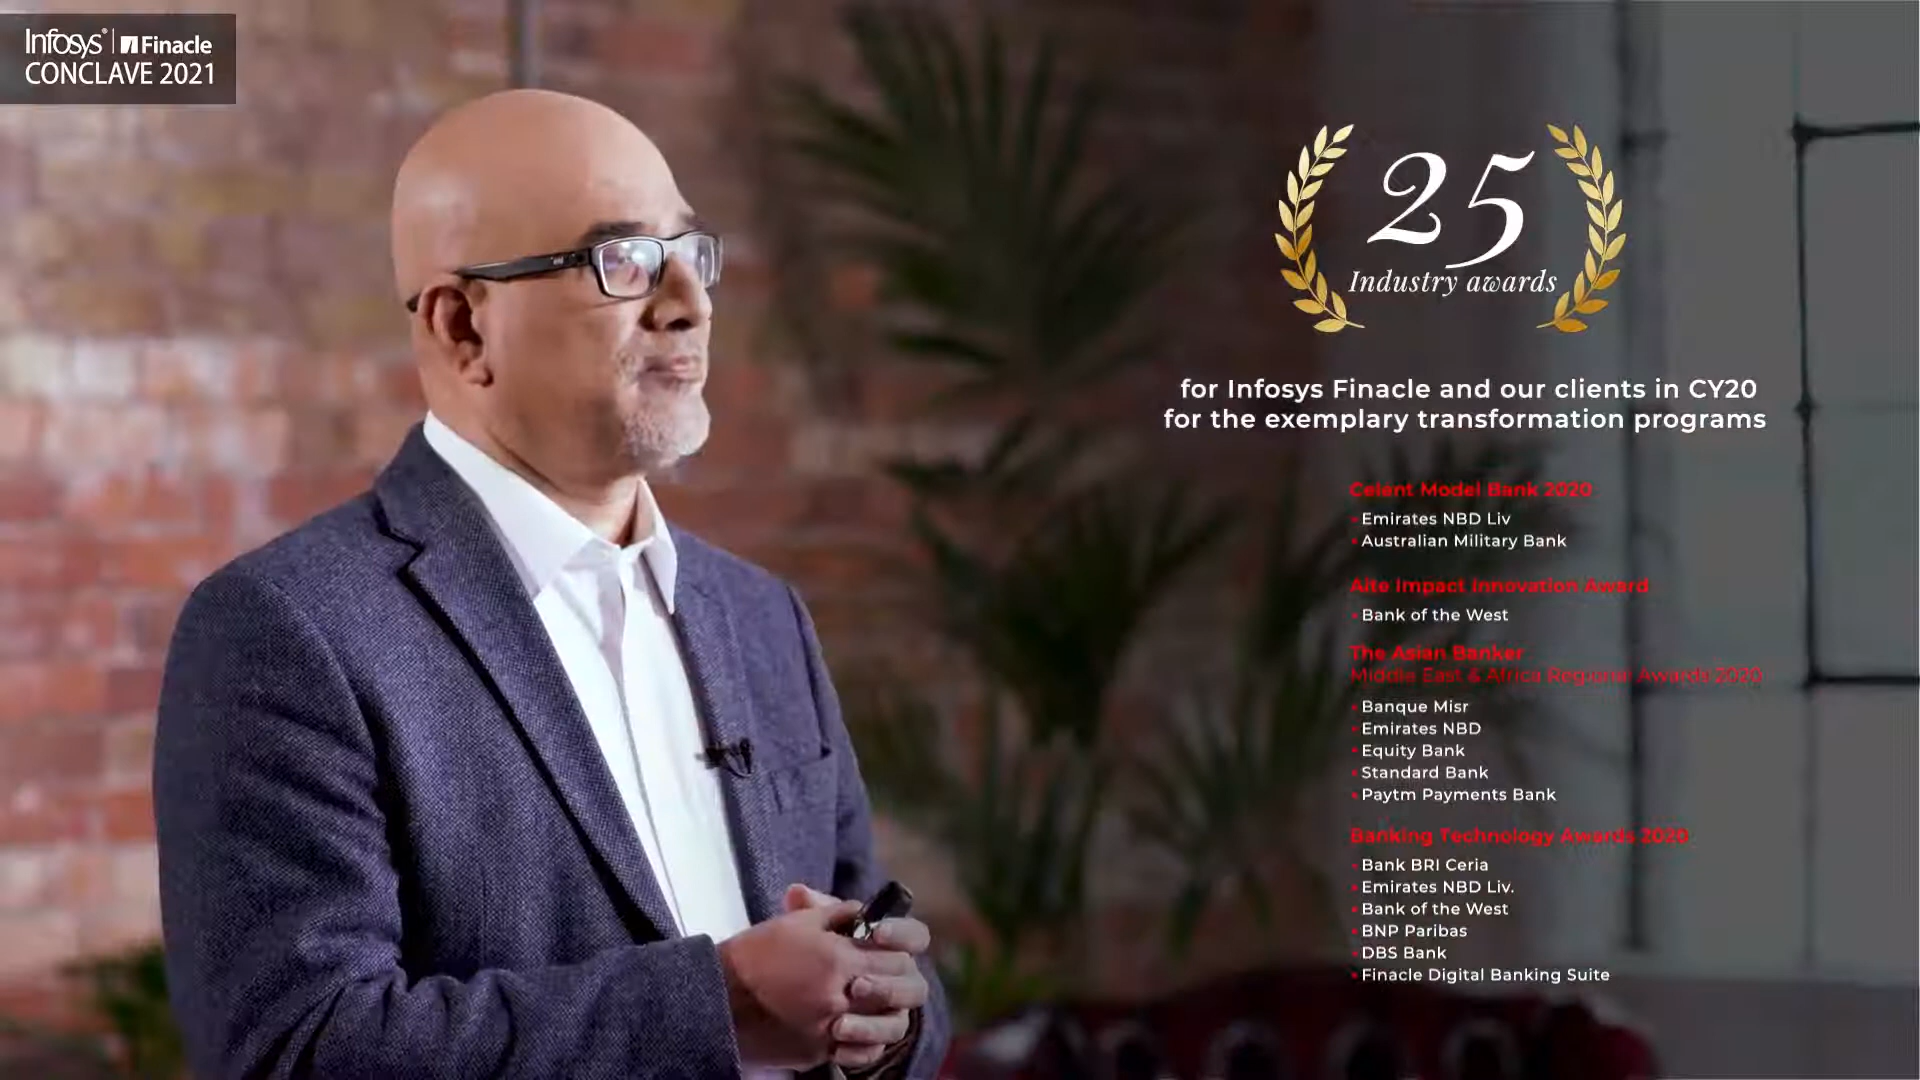 Infosys® | Finacle
CONCLAVE 2021
25
Industry awards
for Infosys Finacle and our clients in CY20
for the exemplary transformation programs
Celent Model Bank 2020
Emirates NBD Liv
Australian Military Bank
Aite Impact Innovation Award
Bank of the West
The Asian Banker
Middle East & Africa Regional Awards 2020
Banque Misr
Emirates NBD
Equity Bank
Standard Bank
Paytm Payments Bank
Banking Technology Awards 2020
Bank BRI Ceria
Emirates NBD Liv.
Bank of the West
BNP Paribas
DBS Bank
Finacle Digital Banking Suite